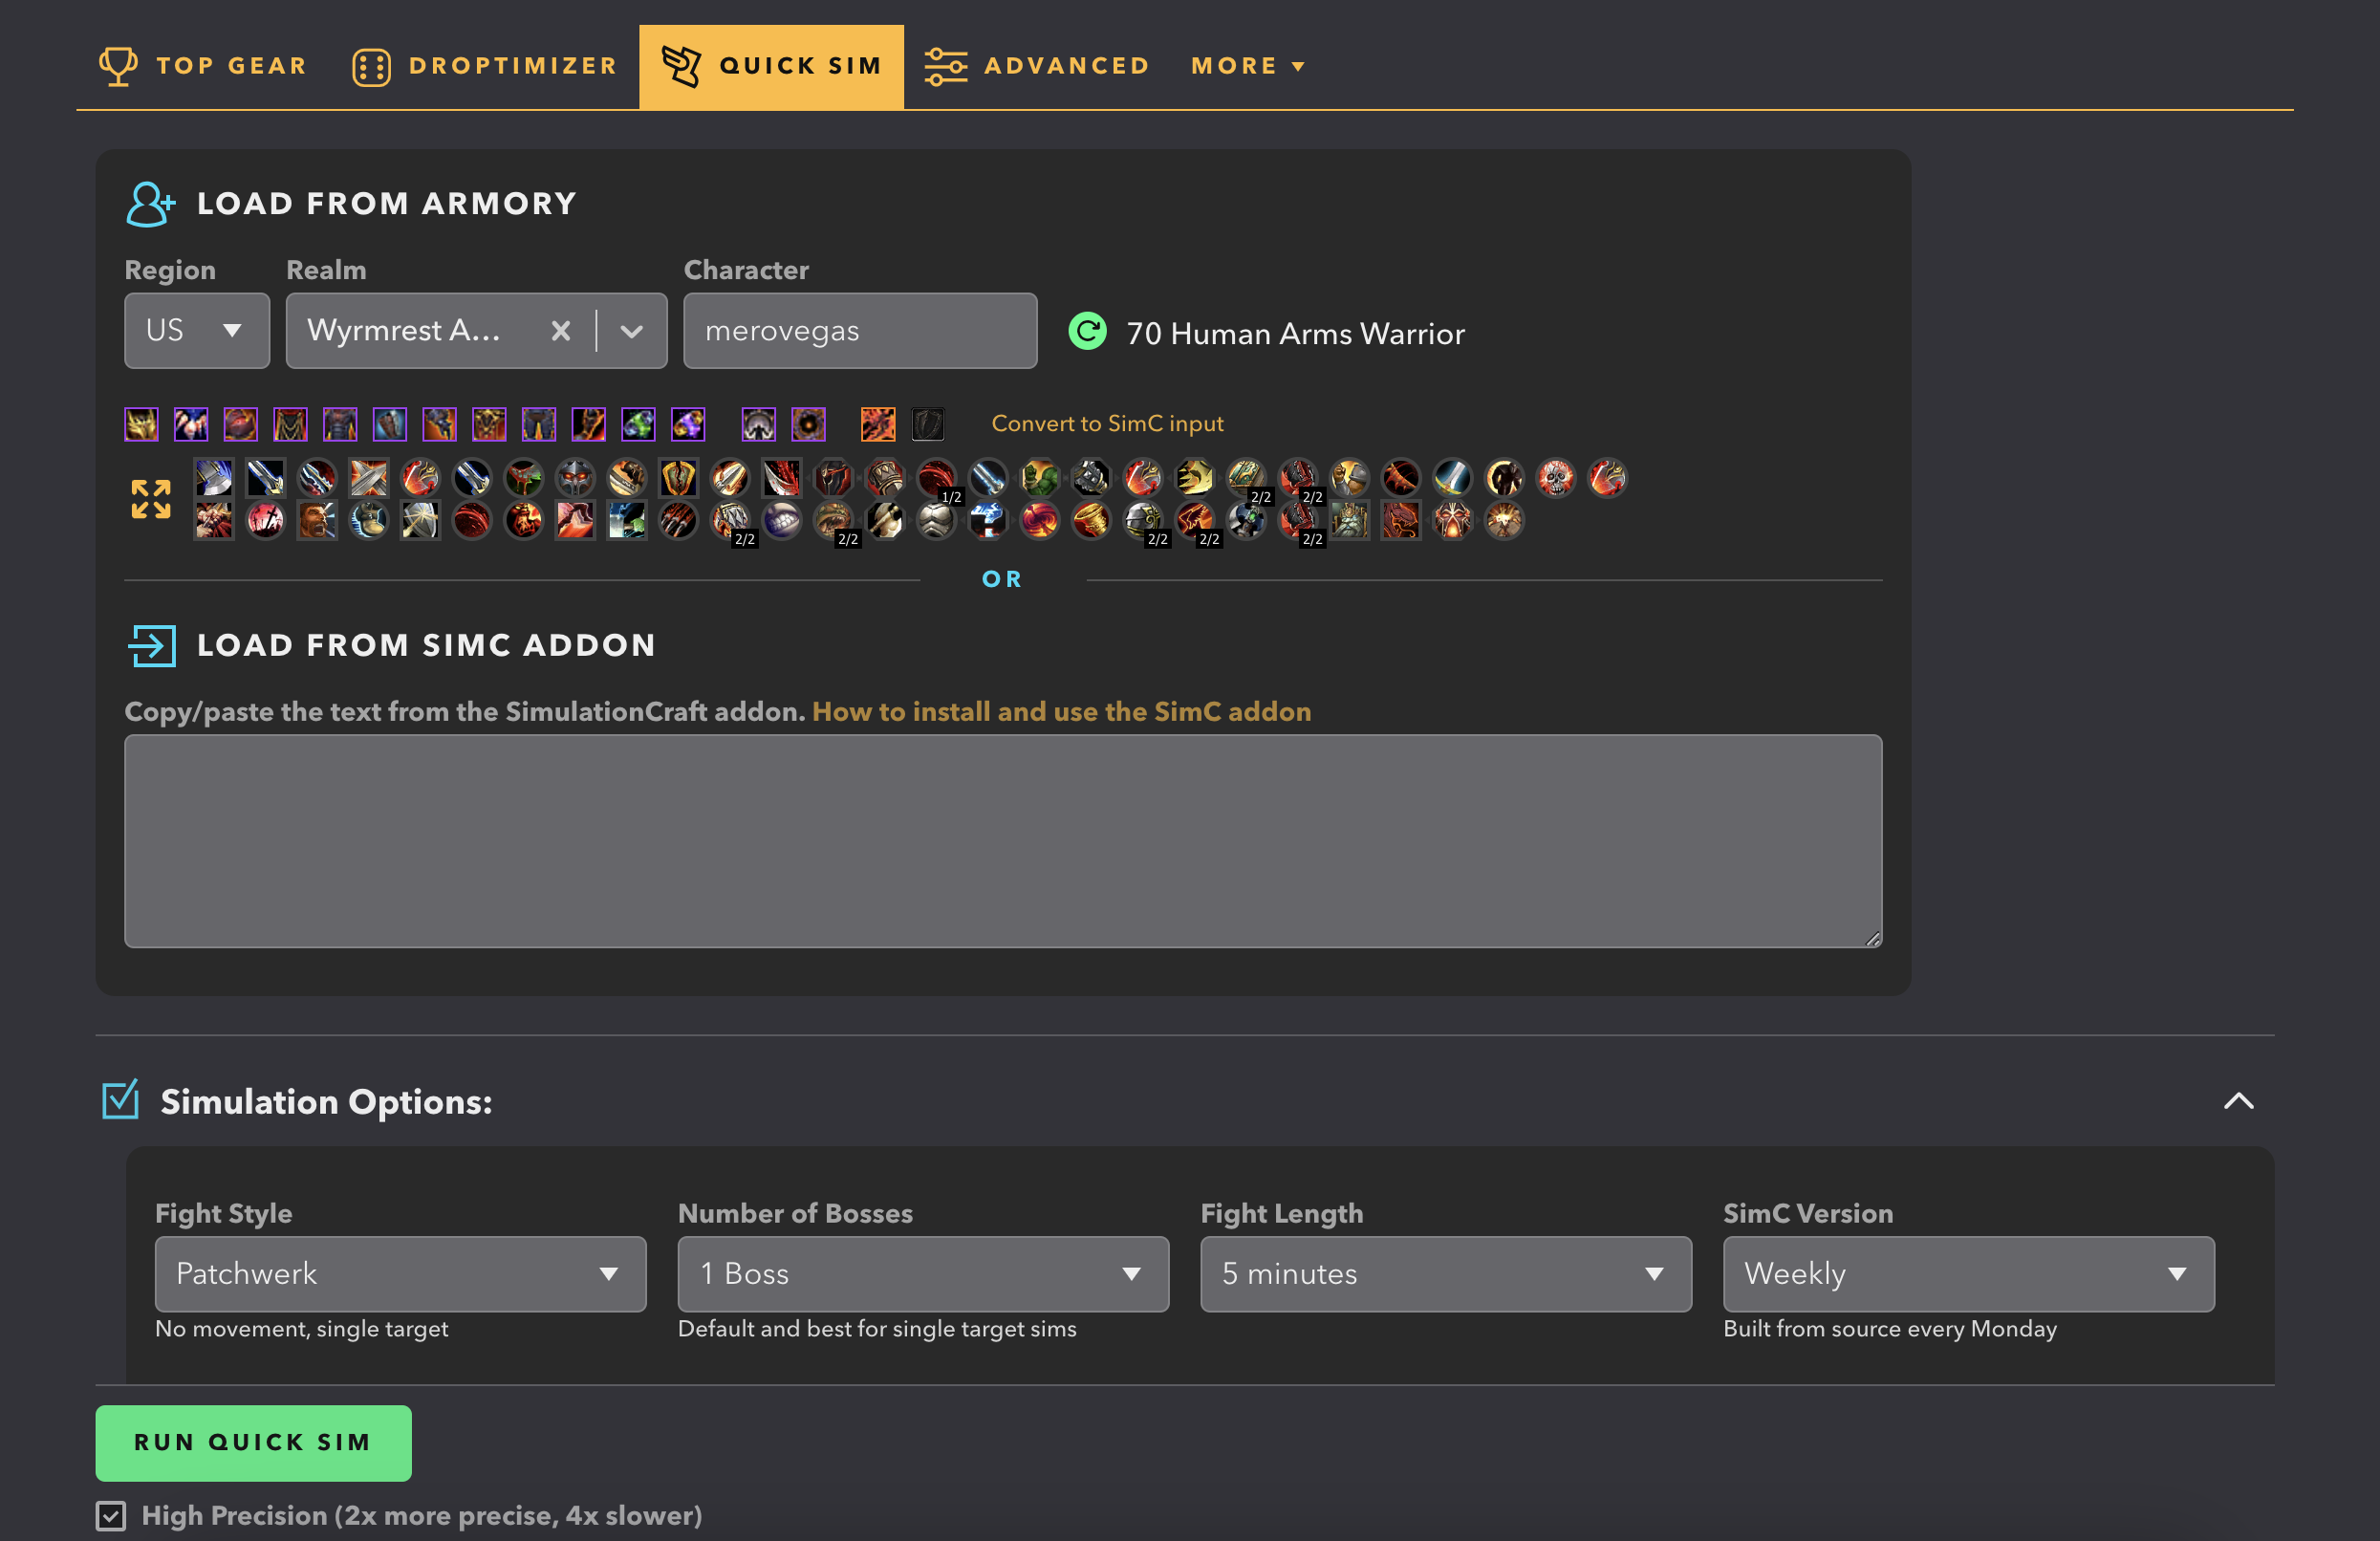 TOP GEAR DROPTIMIZER QUICK SIM ADVANCED MORE
LOAD FROM ARMORY
Region Realm Character
US Wyrmrest A... merovegas 70 Human Arms Warrior
Convert to SimC input
1/2 2/2 2/2
2/2 2/2 2/2 2/2 2/2
OR
LOAD FROM SIMC ADDON
Copy/paste the text from the SimulationCraft addon. How to install and use the SimC addon
Simulation Options:
Fight Style Number of Bosses Fight Length SimC Version
Patchwerk 1 Boss 5 minutes Weekly
No movement, single target Default and best for single target sims Built from source every Monday
RUN QUICK SIM
High Precision (2x more precise, 4x slower)